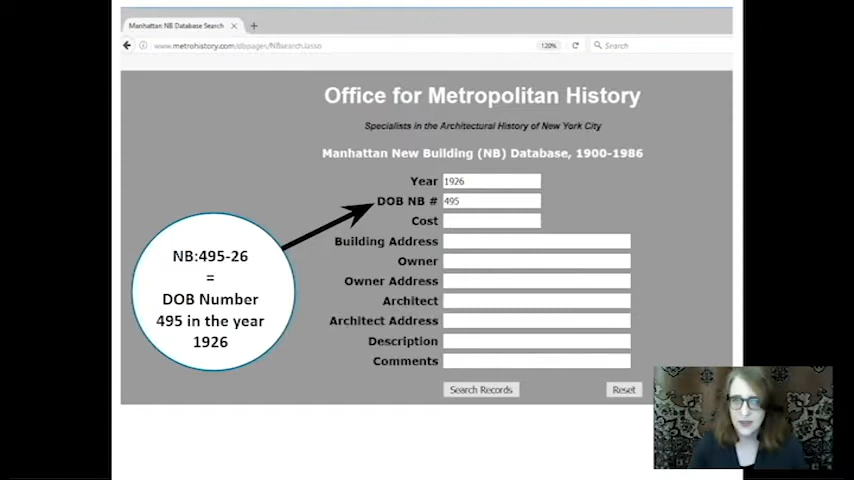 Manhattan NB Database Search
www.metrohistory.com/dbpages/NBsearch.lasso
120%
Search
Office for Metropolitan History
Specialists in the Architectural History of New York City
Manhattan New Building (NB) Database, 1900-1986
Year 1926
DOB NB # 495
Cost
Building Address
Owner
Owner Address
Architect
Architect Address
Description
Comments
Search Records Reset
NB:495-26
=
DOB Number
495 in the year
1926